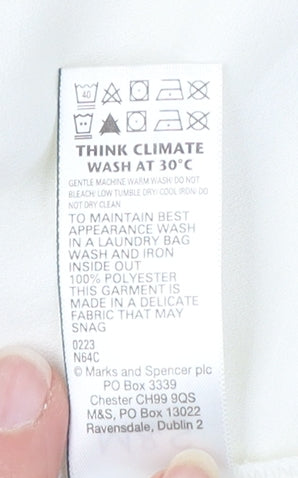 40
THINK CLIMATE
WASH AT 30°C
GENTLE MACHINE WARM WASH/ DO NOT
BLEACH/ LOW TUMBLE DRY/ COOL IRON/ DO
NOT DRY CLEAN
TO MAINTAIN BEST
APPEARANCE WASH
IN A LAUNDRY BAG
WASH AND IRON
INSIDE OUT
100% POLYESTER
THIS GARMENT IS
MADE IN A DELICATE
FABRIC THAT MAY
SNAG
0223
N64C
© Marks and Spencer plc
PO Box 3339
Chester CH99 9QS
M&S, PO Box 13022
Ravensdale, Dublin 2